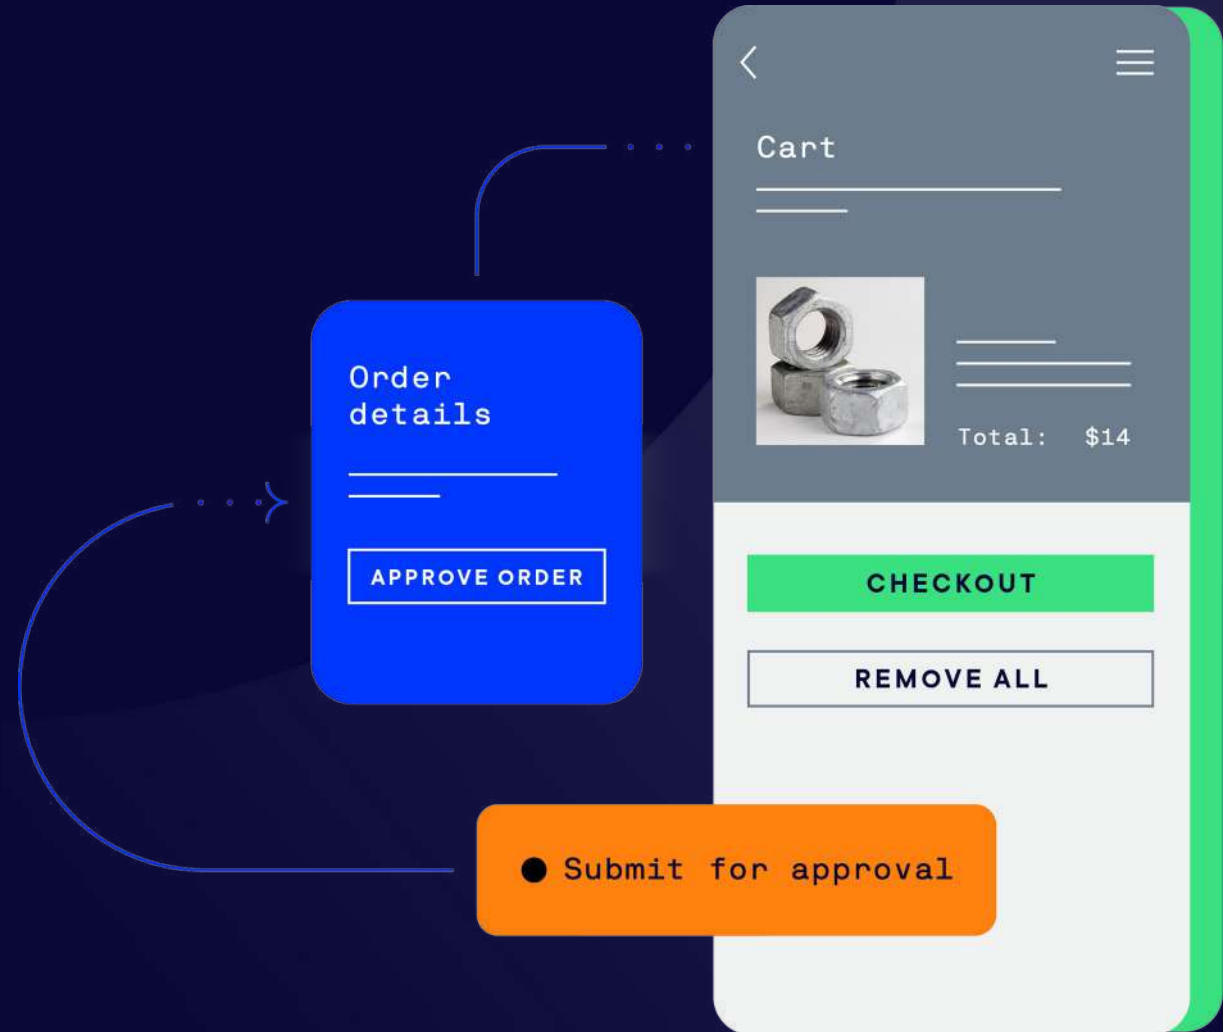 Cart
Total: $14
Order
details
APPROVE ORDER
CHECKOUT
REMOVE ALL
Submit for approval